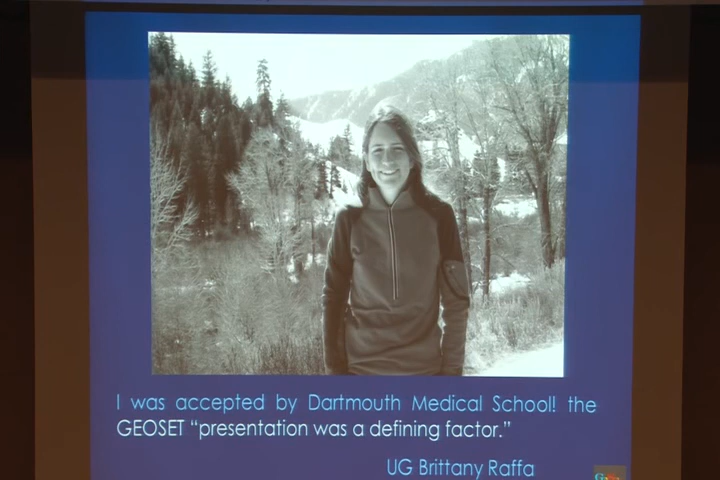 I was accepted by Dartmouth Medical School! the
GEOSET “presentation was a defining factor.”
UG Brittany Raffa